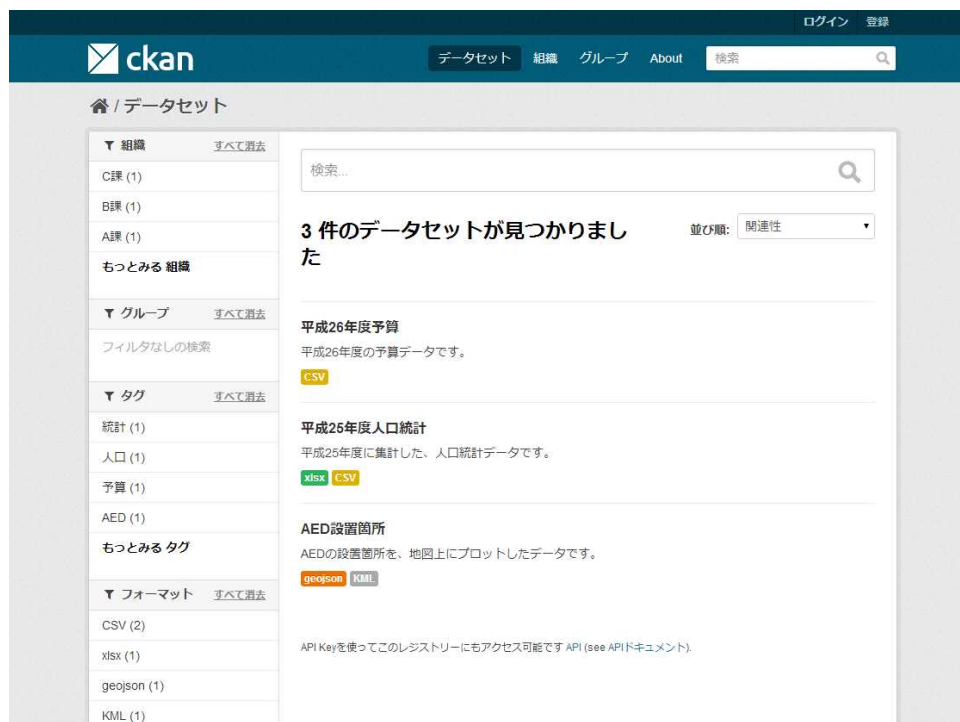 ログイン 登録
ckan
データセット 組織 グループ About 検索
/ データセット
組織 すべて消去
C課 (1)
B課 (1)
A課 (1)
もっとみる 組織
グループ すべて消去
フィルタなしの検索
タグ すべて消去
統計 (1)
人口 (1)
予算 (1)
AED (1)
もっとみる タグ
フォーマット すべて消去
CSV (2)
xlsx (1)
geojson (1)
KML (1)
検索...
3 件のデータセットが見つかりまし
た
並び順: 関連性
平成26年度予算
平成26年度の予算データです。
CSV
平成25年度人口統計
平成25年度に集計した、人口統計データです。
xlsx CSV
AED設置箇所
AEDの設置箇所を、地図上にプロットしたデータです。
geojson KML
API Keyを使ってこのレジストリーにもアクセス可能です API (see APIドキュメント).